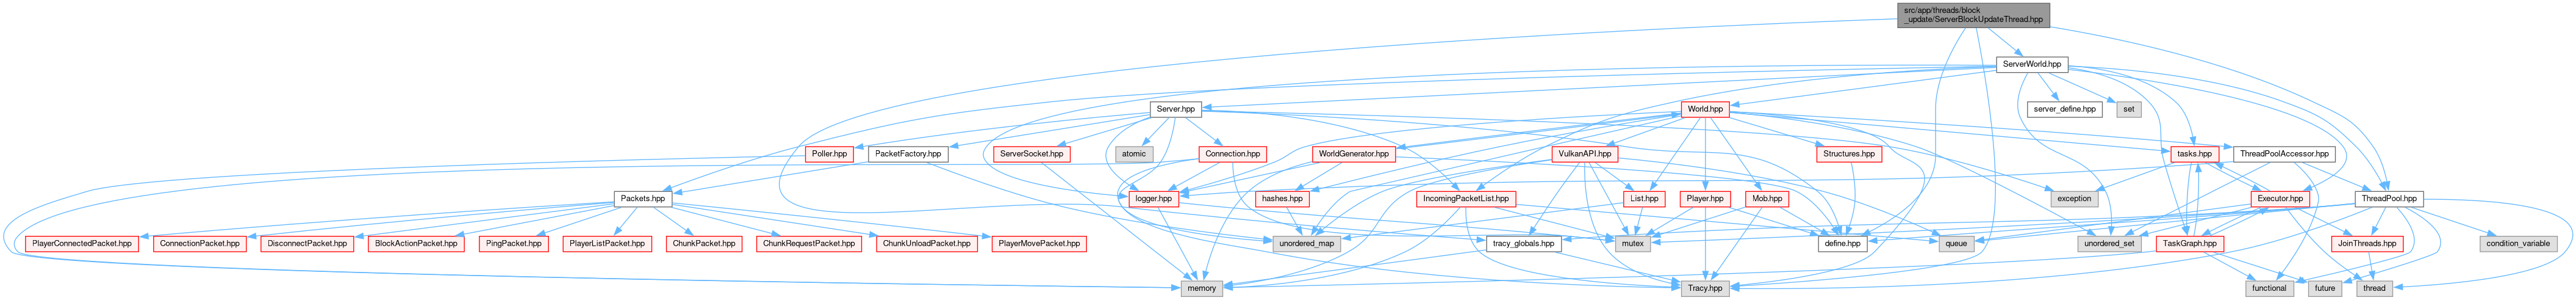 src/app/threads/block
_update/ServerBlockUpdateThread.hpp
ServerWorld.hpp
Server.hpp
World.hpp
server_define.hpp
set
Poller.hpp
PacketFactory.hpp
ServerSocket.hpp
atomic
Connection.hpp
WorldGenerator.hpp
VulkanAPI.hpp
Structures.hpp
tasks.hpp
ThreadPoolAccessor.hpp
Packets.hpp
logger.hpp
hashes.hpp
IncomingPacketList.hpp
List.hpp
Player.hpp
Mob.hpp
exception
Executor.hpp
ThreadPool.hpp
PlayerConnectedPacket.hpp
ConnectionPacket.hpp
DisconnectPacket.hpp
BlockActionPacket.hpp
PingPacket.hpp
PlayerListPacket.hpp
ChunkPacket.hpp
ChunkRequestPacket.hpp
ChunkUnloadPacket.hpp
PlayerMovePacket.hpp
unordered_map
tracy_globals.hpp
mutex
define.hpp
queue
unordered_set
TaskGraph.hpp
JoinThreads.hpp
condition_variable
memory
Tracy.hpp
functional
future
thread